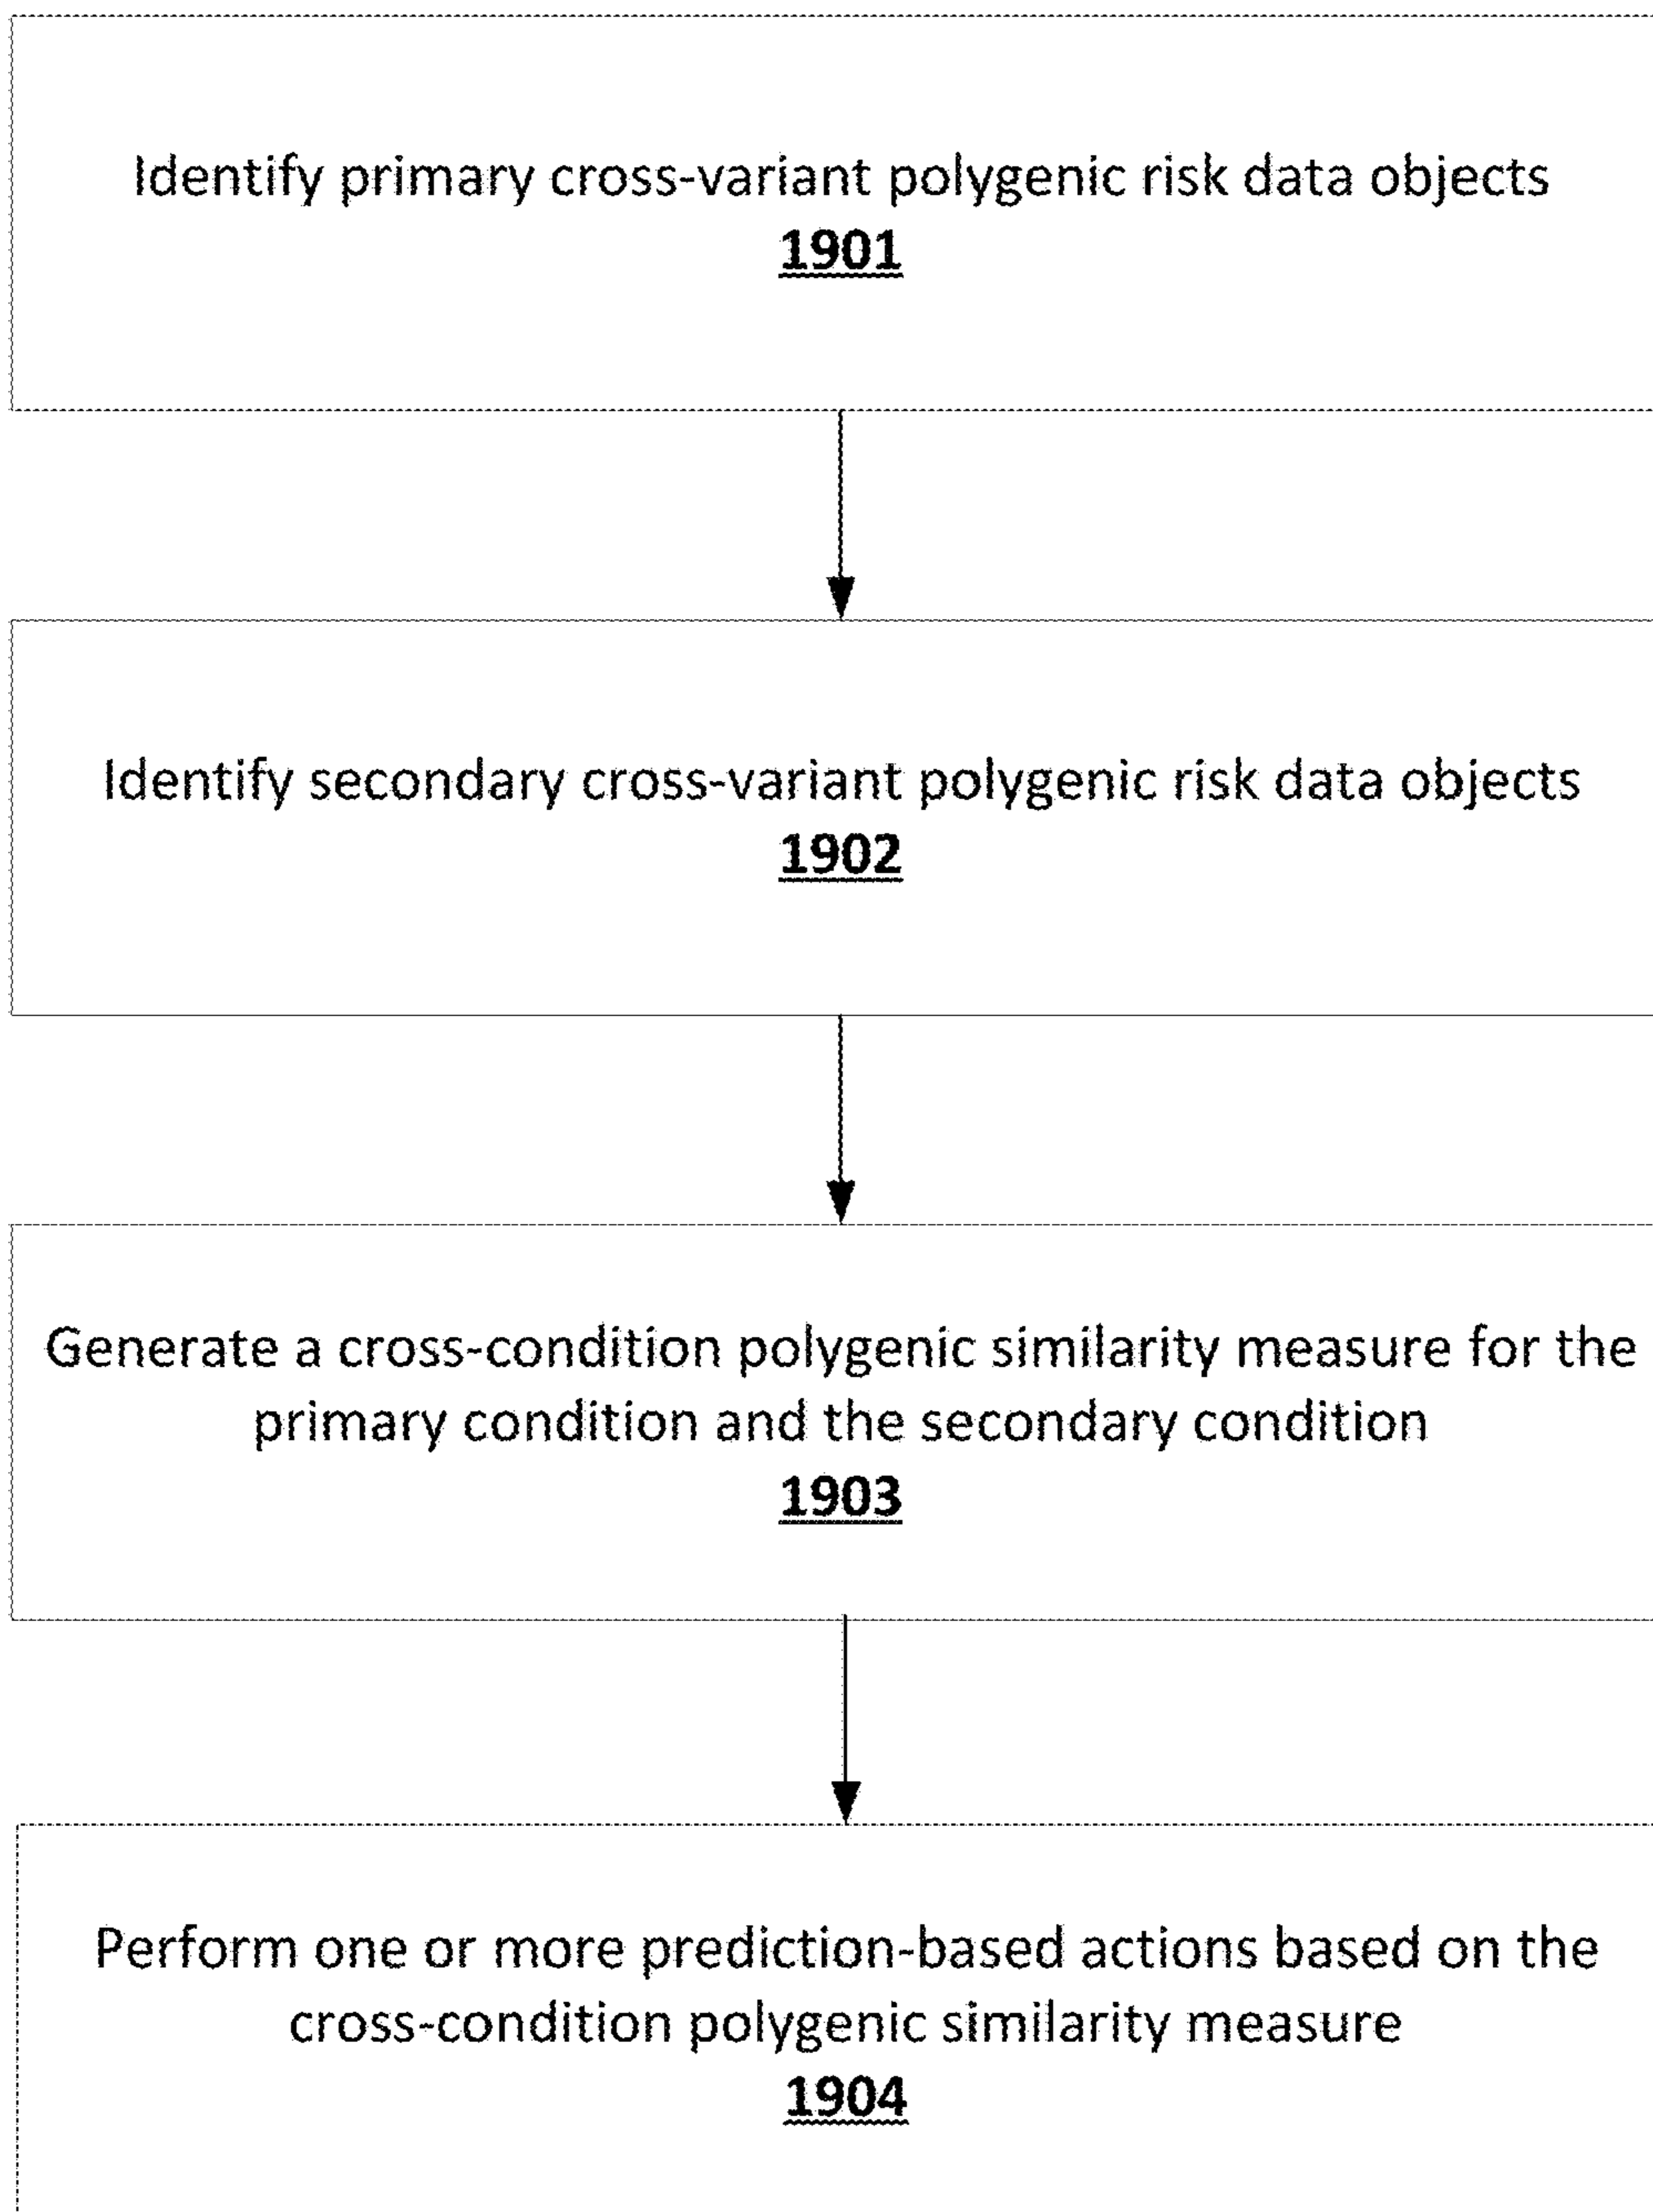 Identify primary cross-variant polygenic risk data objects
1901
Identify secondary cross-variant polygenic risk data objects
1902
Generate a cross-condition polygenic similarity measure for the
primary condition and the secondary condition
1903
Perform one or more prediction-based actions based on the
cross-condition polygenic similarity measure
1904